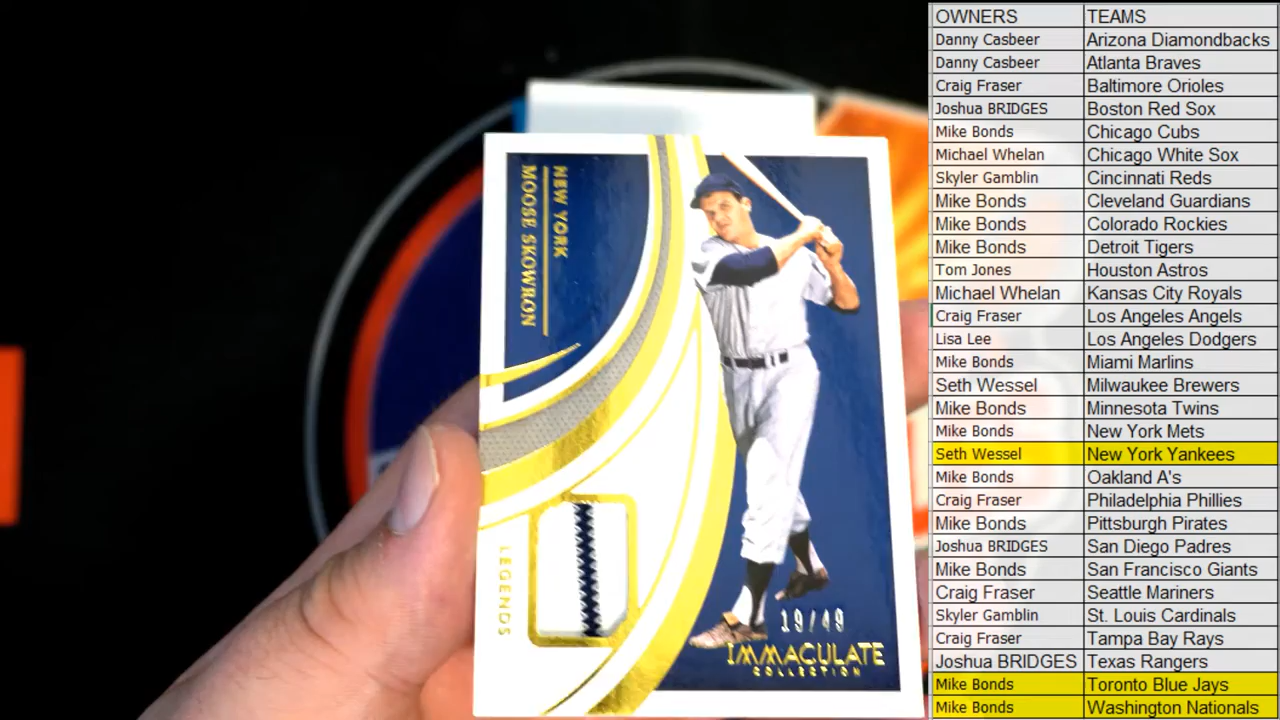 NEW YORK
MOOSE SKOWRON
LEGENDS
19/49
IMMACULATE
COLLECTION
OWNERS TEAMS
Danny Casbeer Arizona Diamondbacks
Danny Casbeer Atlanta Braves
Craig Fraser Baltimore Orioles
Joshua BRIDGES Boston Red Sox
Mike Bonds Chicago Cubs
Michael Whelan Chicago White Sox
Skyler Gamblin Cincinnati Reds
Mike Bonds Cleveland Guardians
Mike Bonds Colorado Rockies
Mike Bonds Detroit Tigers
Tom Jones Houston Astros
Michael Whelan Kansas City Royals
Craig Fraser Los Angeles Angels
Lisa Lee Los Angeles Dodgers
Mike Bonds Miami Marlins
Seth Wessel Milwaukee Brewers
Mike Bonds Minnesota Twins
Mike Bonds New York Mets
Seth Wessel New York Yankees
Mike Bonds Oakland A's
Craig Fraser Philadelphia Phillies
Mike Bonds Pittsburgh Pirates
Joshua BRIDGES San Diego Padres
Mike Bonds San Francisco Giants
Craig Fraser Seattle Mariners
Skyler Gamblin St. Louis Cardinals
Craig Fraser Tampa Bay Rays
Joshua BRIDGES Texas Rangers
Mike Bonds Toronto Blue Jays
Mike Bonds Washington Nationals